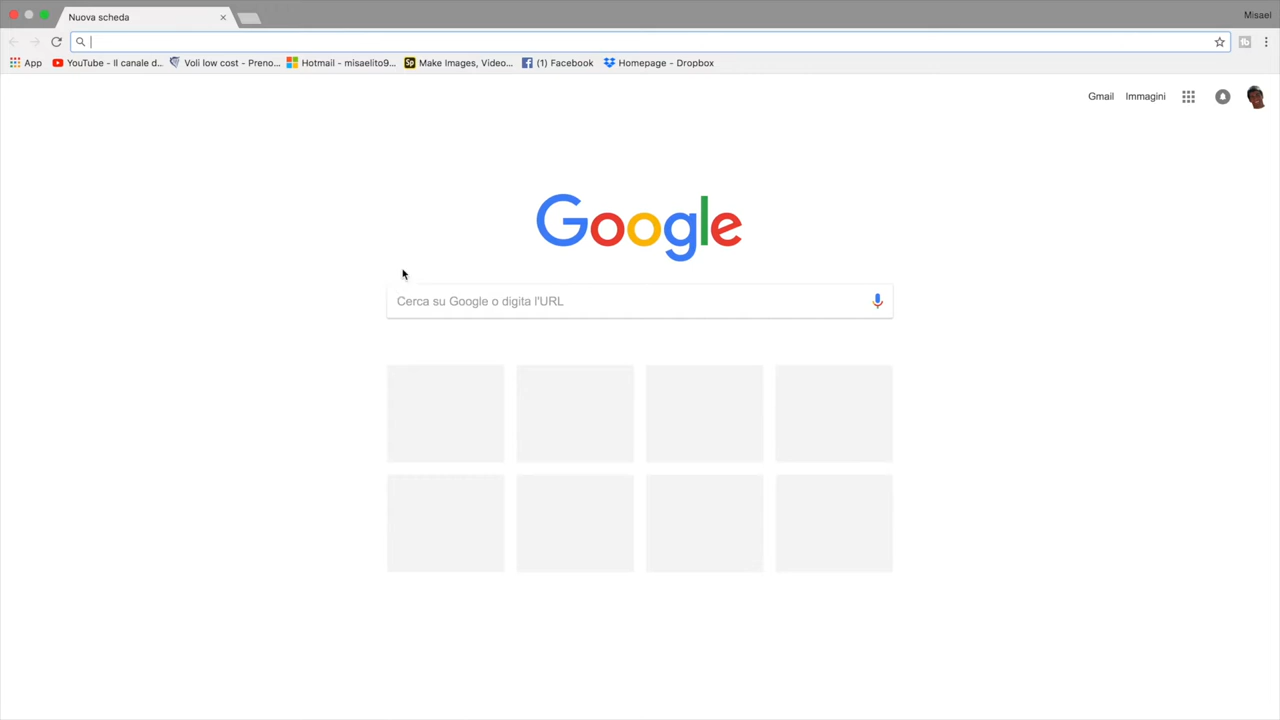 Nuova scheda
Misael
App YouTube - Il canale d... Voli low cost - Preno... Hotmail - misaelito9... Sp Make Images, Video... (1) Facebook Homepage - Dropbox
Gmail Immagini
Google
Cerca su Google o digita l'URL